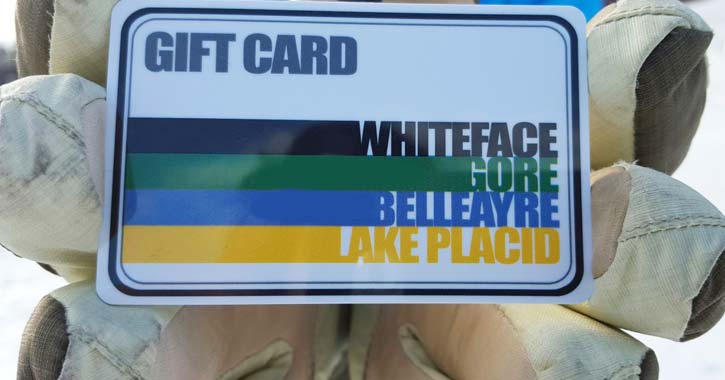 GIFT CARD
WHITEFACE
GORE
BELLEAYRE
LAKE PLACID